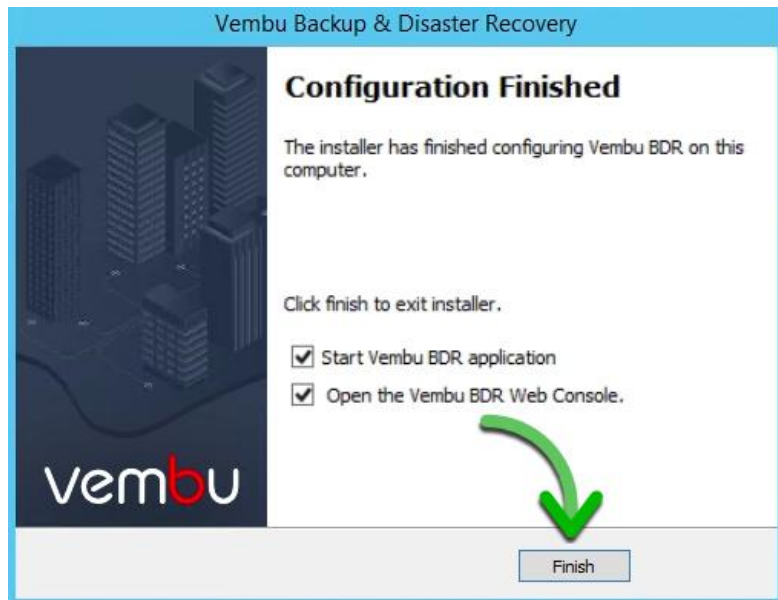 Vembu Backup & Disaster Recovery
Configuration Finished
The installer has finished configuring Vembu BDR on this
computer.
Click finish to exit installer.
Start Vembu BDR application
Open the Vembu BDR Web Console.
vembu
Finish